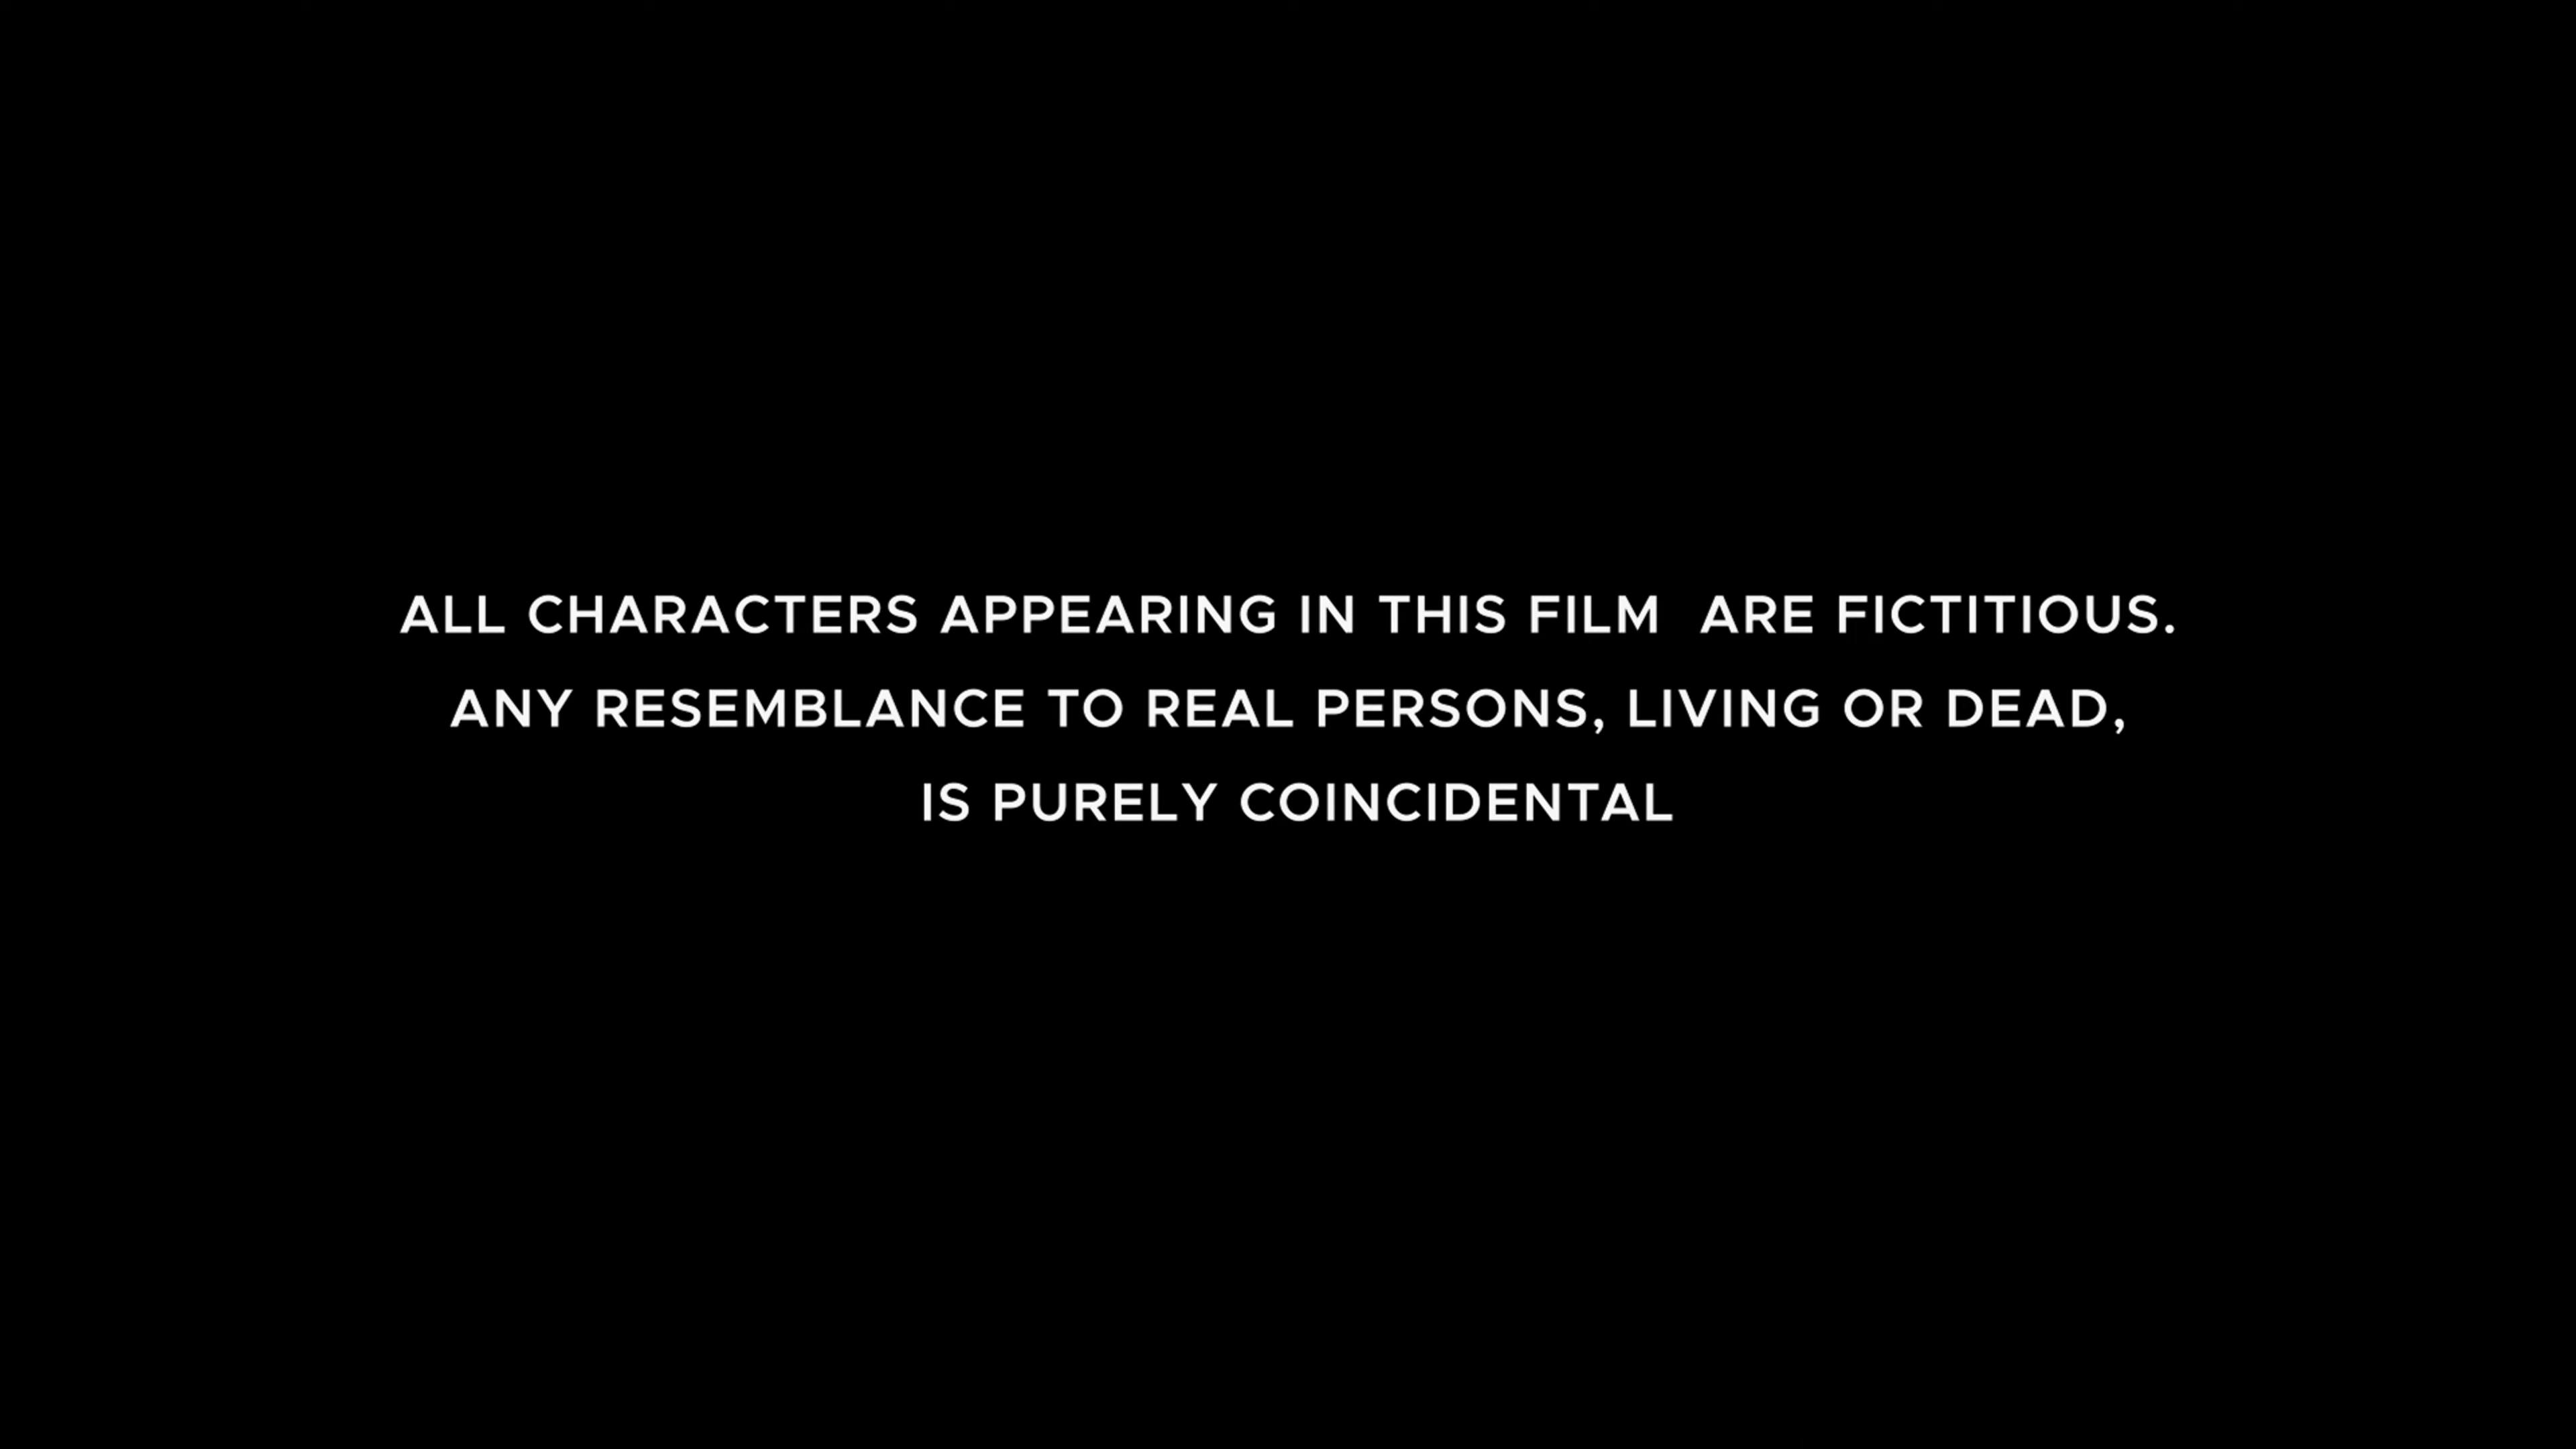 ALL CHARACTERS APPEARING IN THIS FILM  ARE FICTITIOUS.
ANY RESEMBLANCE TO REAL PERSONS, LIVING OR DEAD,
IS PURELY COINCIDENTAL